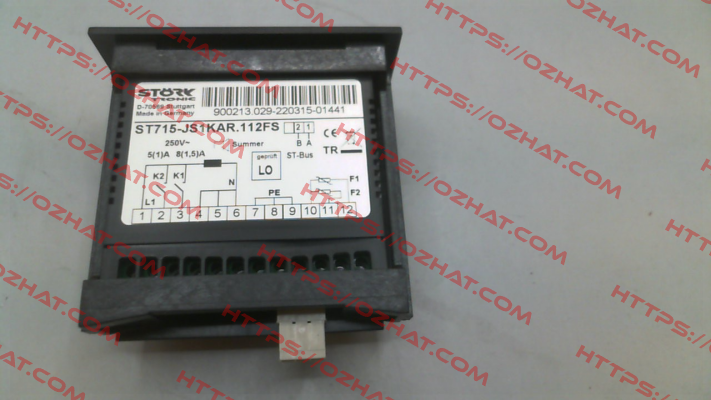 STÖRK
TRONIC
D-70565 Stuttgart
Made in Germany
900213.029-220315-01441
ST715-JS1KAR.112FS
250V~ Summer
5(1)A 8(1,5)A
geprüft
LO
2 1
B A
ST-Bus
CE
TR
K2 K1
L1
N
PE
F1
F2
1 2 3 4 5 6 7 8 9 10 11 12
HTTPS://OZHAT.COM